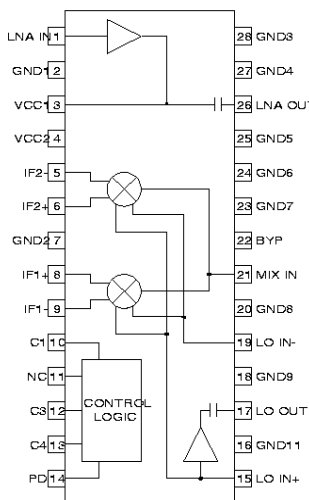 LNA IN 1
GND1 2
VCC1 3
VCC2 4
IF2- 5
IF2+ 6
GND2 7
IF1+ 8
IF1- 9
C1 10
NC 11
C3 12
C4 13
PD 14
CONTROL
LOGIC
28 GND3
27 GND4
26 LNA OUT
25 GND5
24 GND6
23 GND7
22 BYP
21 MIX IN
20 GND8
19 LO IN-
18 GND9
17 LO OUT
16 GND11
15 LO IN+